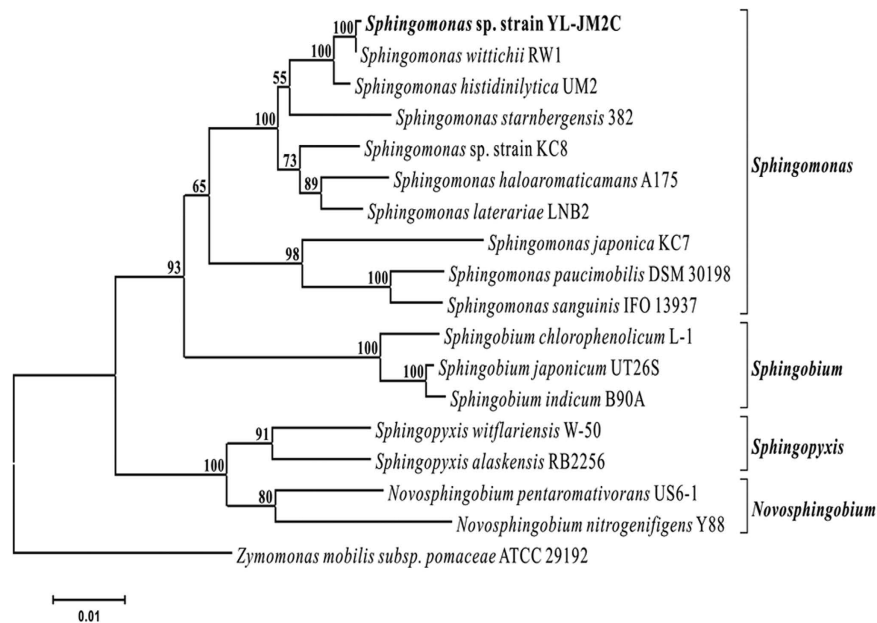 100 Sphingomonas sp. strain YL-JM2C
100 Sphingomonas wittichii RW1
55 Sphingomonas histidinilytica UM2
100 Sphingomonas starnbergensis 382
73 Sphingomonas sp. strain KC8
89 Sphingomonas haloaromaticamans A175
Sphingomonas
65 Sphingomonas laterariae LNB2
98 Sphingomonas japonica KC7
93 100 Sphingomonas paucimobilis DSM 30198
Sphingomonas sanguinis IFO 13937
100 Sphingobium chlorophenolicum L-1
100 Sphingobium japonicum UT26S
Sphingobium
Sphingobium indicum B90A
91 Sphingopyxis witflariensis W-50
Sphingopyxis
100 Sphingopyxis alaskensis RB2256
80 Novosphingobium pentaromativorans US6-1
Novosphingobium
Novosphingobium nitrogenifigens Y88
Zymomonas mobilis subsp. pomaceae ATCC 29192
0.01